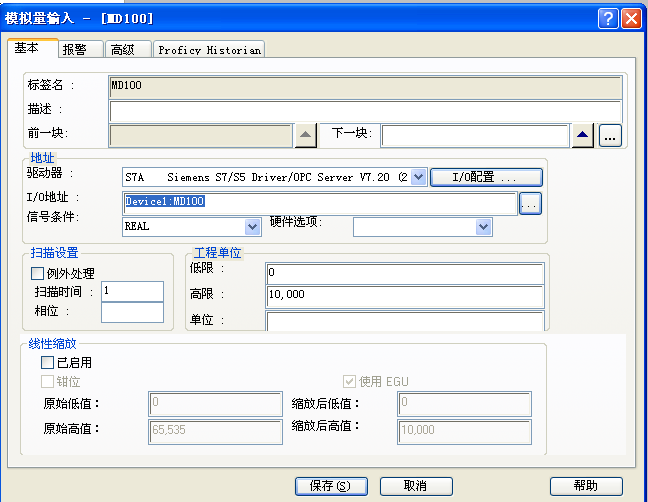 模拟量输入 - [MD100]
基本 报警 高级 Proficy Historian
标签名 : MD100
描述 :
前一块: 下一块: ...
地址
驱动器 : S7A Siemens S7/S5 Driver/OPC Server V7.20 (2 I/O配置 ...
I/O地址 : Device1:MD100 ...
信号条件: REAL 硬件选项:
扫描设置 工程单位
例外处理 低限 : 0
扫描时间 : 1 高限 : 10,000
相位 : 单位 :
线性缩放
已启用
钳位 使用 EGU
原始低值: 0 缩放后低值: 0
原始高值: 65,535 缩放后高值: 10,000
保存(S) 取消 帮助